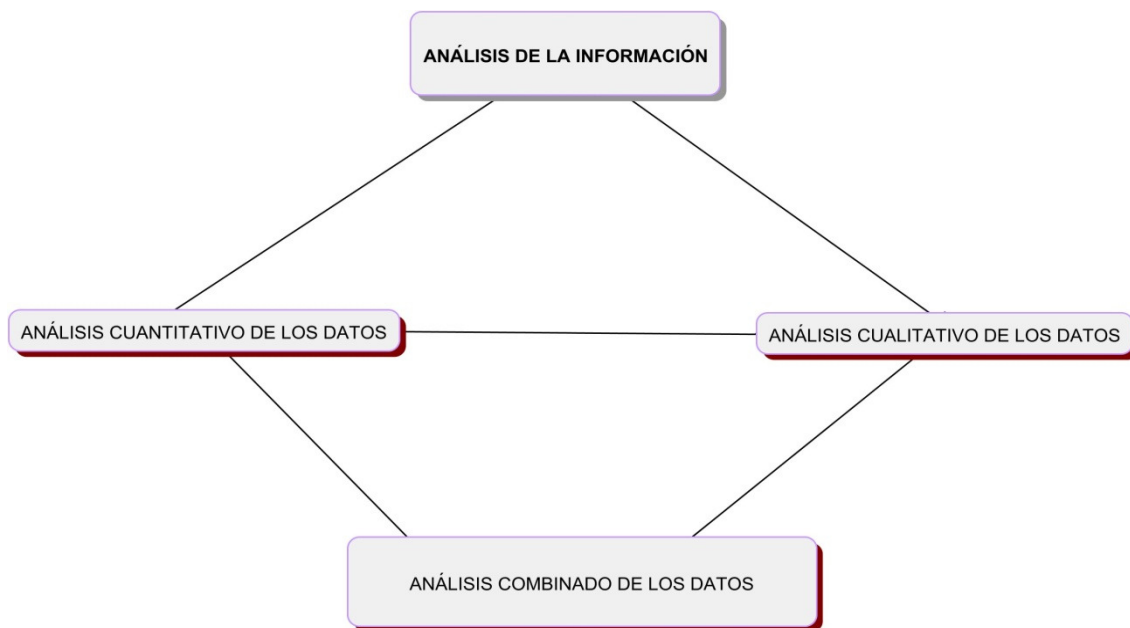 ANÁLISIS DE LA INFORMACIÓN
ANÁLISIS CUANTITATIVO DE LOS DATOS
ANÁLISIS CUALITATIVO DE LOS DATOS
ANÁLISIS COMBINADO DE LOS DATOS